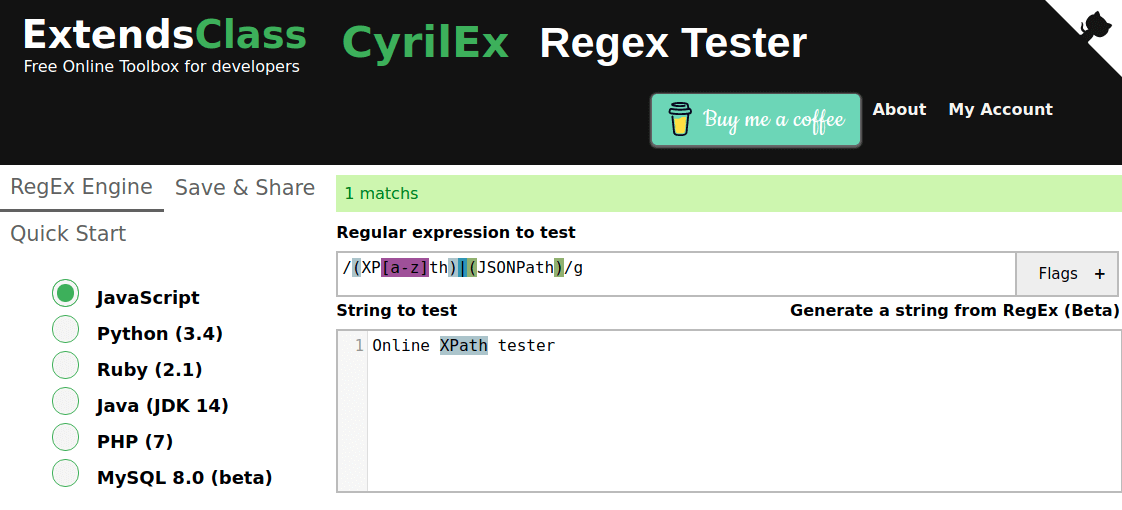 ExtendsClass
Free Online Toolbox for developers
CyrilEx Regex Tester
Buy me a coffee
About My Account
RegEx Engine Save & Share
Quick Start
JavaScript
Python (3.4)
Ruby (2.1)
Java (JDK 14)
PHP (7)
MySQL 8.0 (beta)
1 matchs
Regular expression to test
/(XP[a-z]th)|(JSONPath)/g
Flags +
String to test Generate a string from RegEx (Beta)
1 Online XPath tester